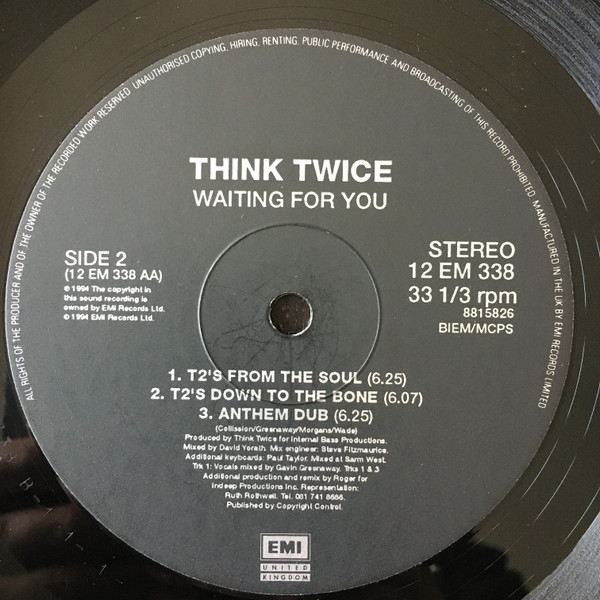 ALL RIGHTS OF THE PRODUCER AND OF THE OWNER OF THE RECORDED WORK RESERVED UNAUTHORISED COPYING, HIRING, RENTING, PUBLIC PERFORMANCE AND BROADCASTING OF THIS RECORD PROHIBITED MANUFACTURED IN THE UK BY EMI RECORDS LIMITED
THINK TWICE
WAITING FOR YOU
SIDE 2
(12 EM 338 AA)
℗ 1994 The copyright in
this sound recording is
owned by EMI Records Ltd.
© 1994 EMI Records Ltd.
STEREO
12 EM 338
33 1/3 rpm
8815826
BIEM/MCPS
1. T2'S FROM THE SOUL (6.25)
2. T2'S DOWN TO THE BONE (6.07)
3. ANTHEM DUB (6.25)
(Collission/Greenaway/Morgans/Wade)
Produced by Think Twice for Internal Bass Productions.
Mixed by David Yorath. Mix engineer: Steve Fitzmaurice.
Additional keyboards: Paul Taylor. Mixed at Sarm West.
Trk 1: Vocals mixed by Gavin Greenaway. Trks 1 & 3
Additional production and remix by Roger for
Indeep Productions Inc. Representation:
Ruth Rothwell. Tel. 081 741 8686.
Published by Copyright Control.
EMI
UNITED
KINGDOM